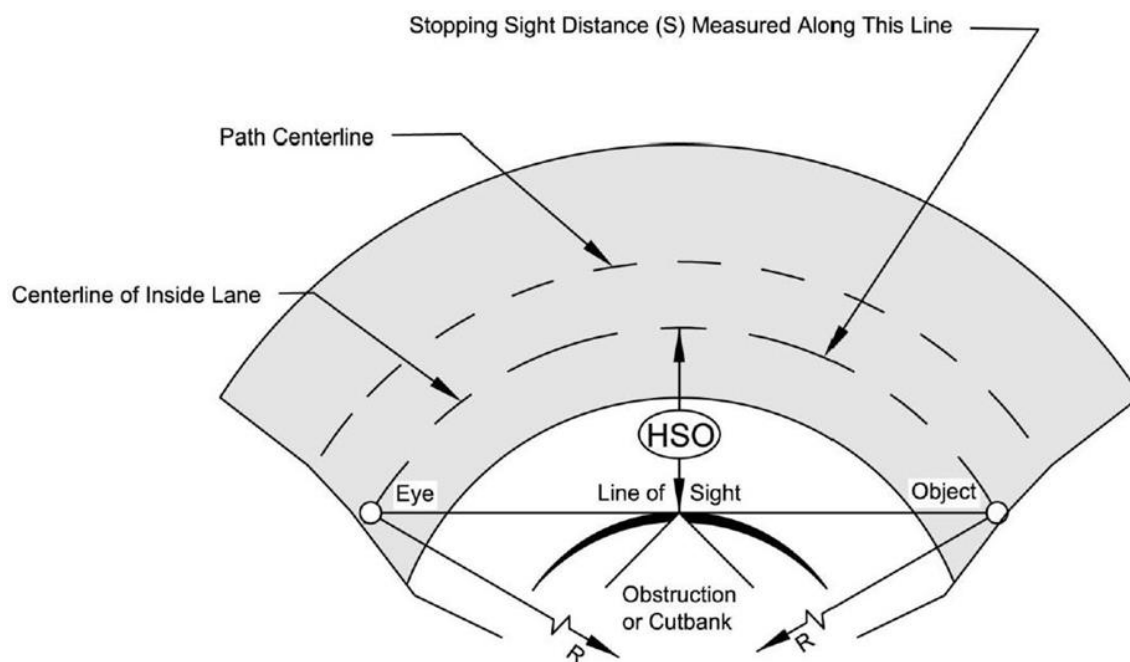 Stopping Sight Distance (S) Measured Along This Line
Path Centerline
Centerline of Inside Lane
HSO
Eye
Line of Sight
Object
Obstruction
or Cutbank
R
R